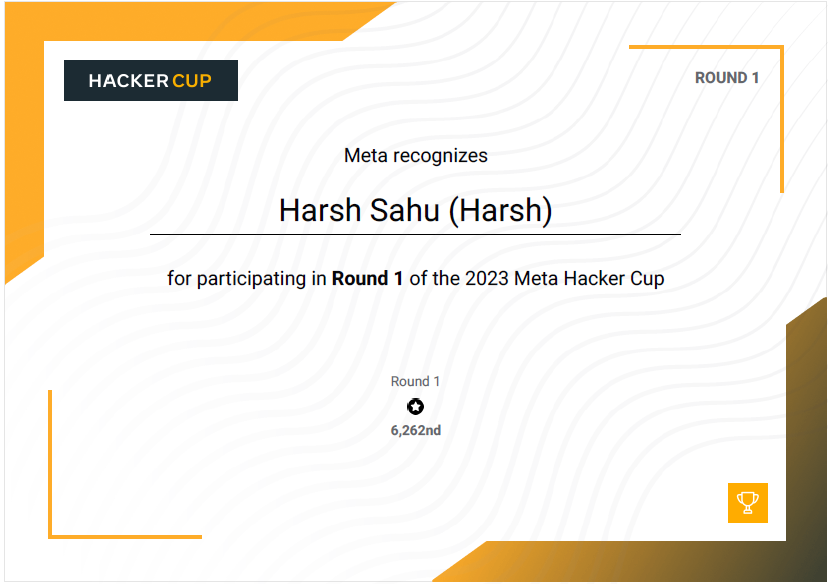 HACKER CUP
ROUND 1
Meta recognizes
Harsh Sahu (Harsh)
for participating in Round 1 of the 2023 Meta Hacker Cup
Round 1
6,262nd